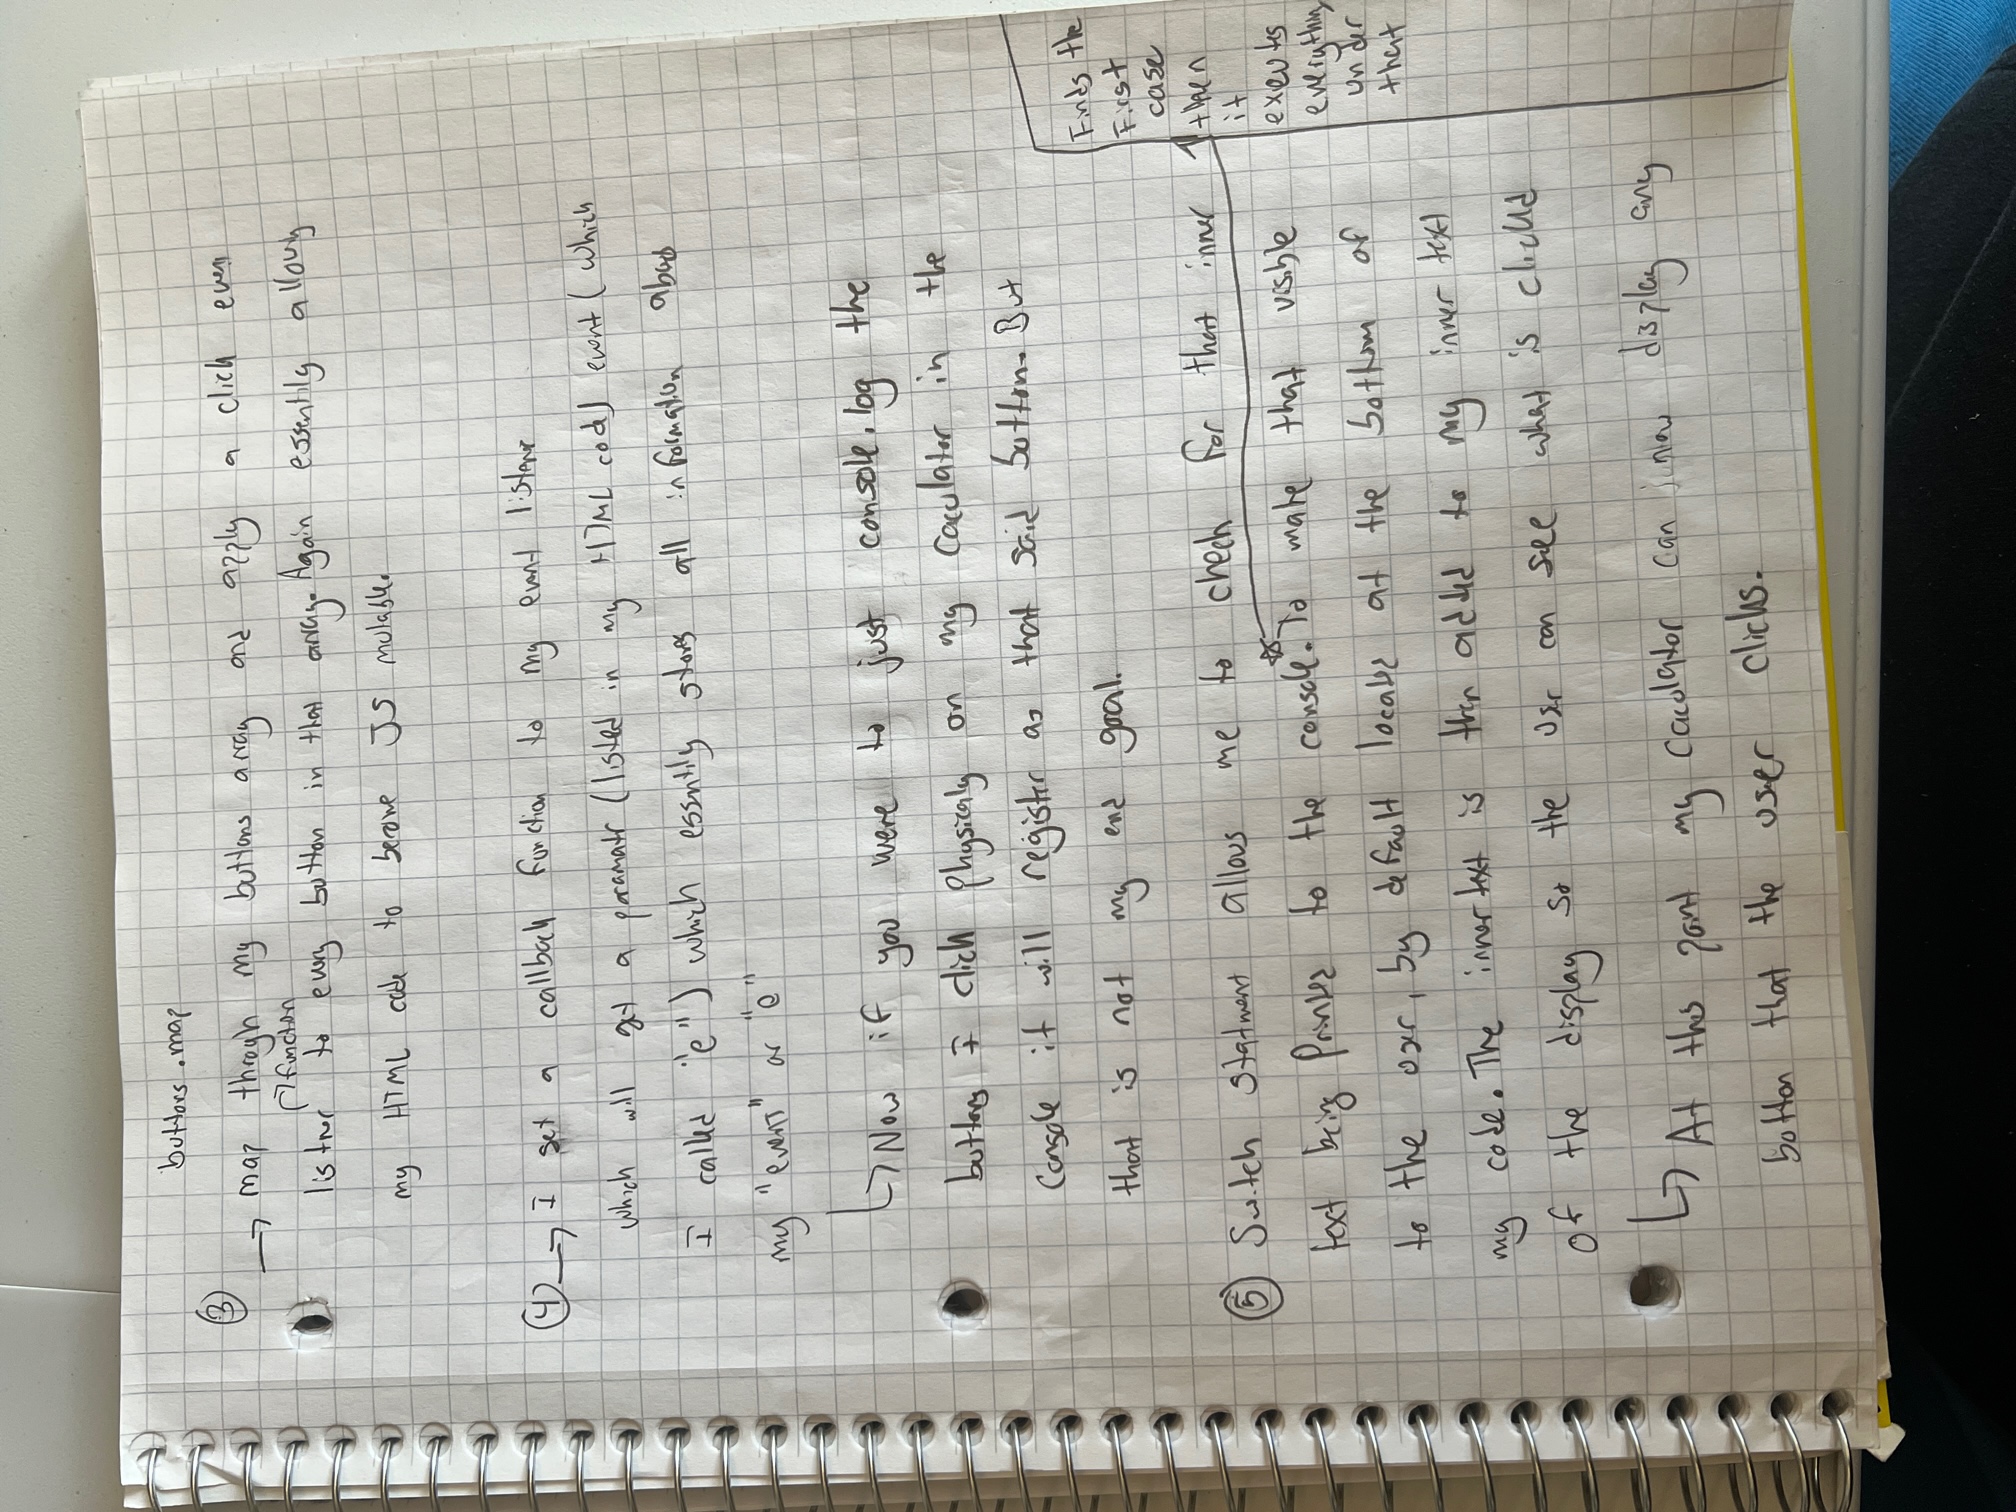 buttons.map
③
→ map throgh my buttons array and apply a click even
↱function
listner to every button in that array. Again essentily allowing
my HTML code to become JS mutable.
④ → I set a callback function to my event listener
which will get a paramatr (listed in my HTML code) event (which
I called "e") which essentily stores all information about
my "event" or "e"
↳ Now if you were to just console.log the
buttons I click physicaly on my caculator in the
console it will register as that said button. But
that is not my end goal.
⑤ Switch statment allows me to check for that inner
text being printed to the console. To make that visible
to the user, by default located at the bottom of
my code. The inner text is then added to my inner text
of the display so the user can see what is clicked
↳ At this point my caculator can now display any
button that the user clicks.
Finds the
First
case
then
it
executs
everything
under
that